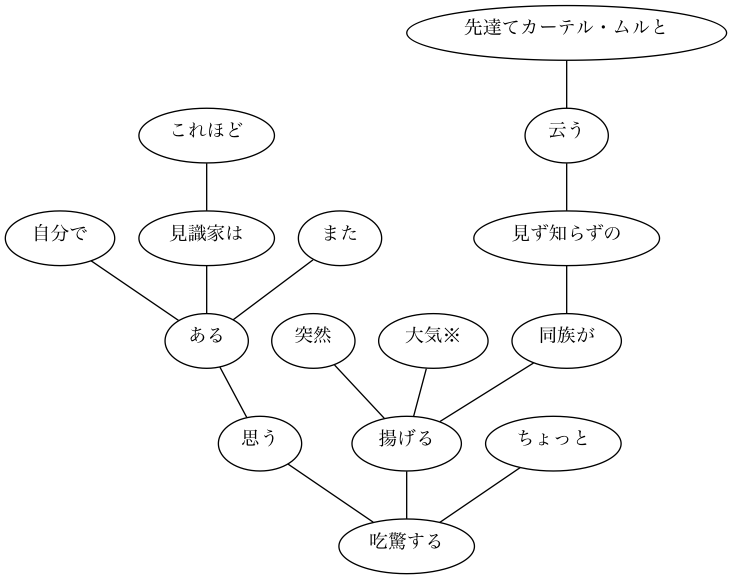 先達てカーテル・ムルと
これほど
云う
自分で
見識家は
また
見ず知らずの
ある
突然
大気※
同族が
思う
揚げる
ちょっと
吃驚する